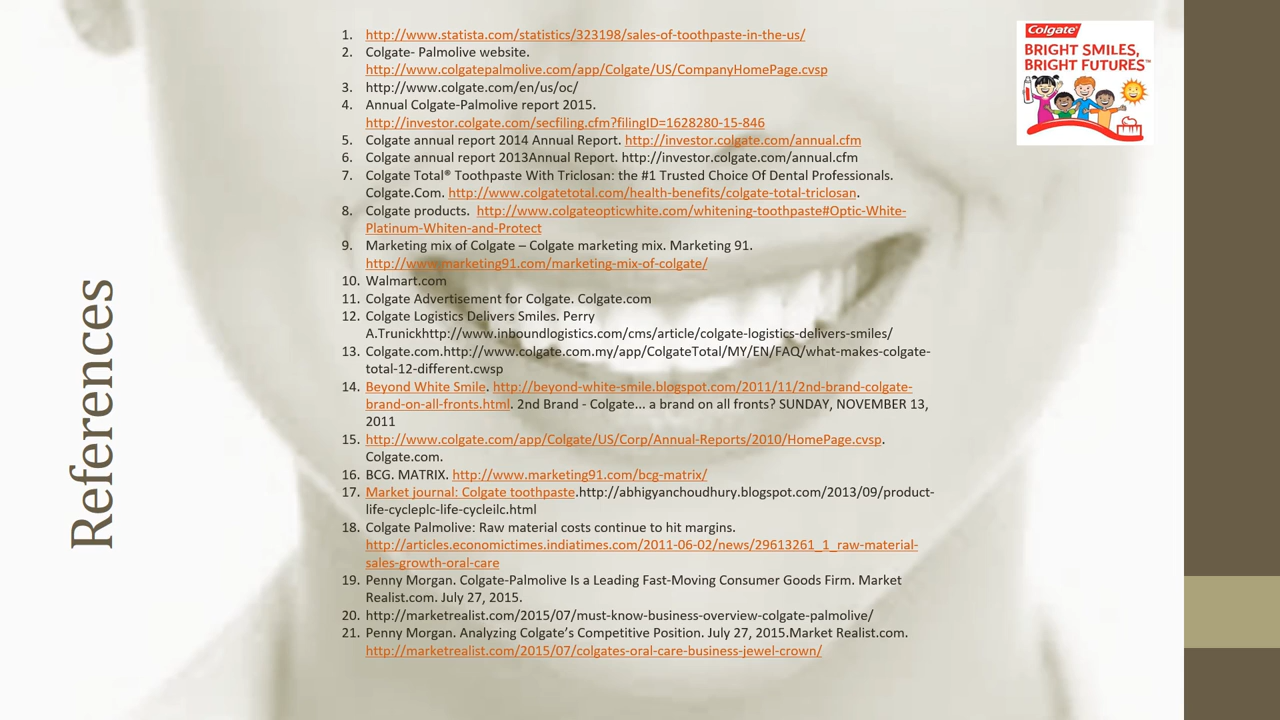 References
1. http://www.statista.com/statistics/323198/sales-of-toothpaste-in-the-us/
2. Colgate- Palmolive website.
http://www.colgatepalmolive.com/app/Colgate/US/CompanyHomePage.cvsp
3. http://www.colgate.com/en/us/oc/
4. Annual Colgate-Palmolive report 2015.
http://investor.colgate.com/secfiling.cfm?filingID=1628280-15-846
5. Colgate annual report 2014 Annual Report. http://investor.colgate.com/annual.cfm
6. Colgate annual report 2013Annual Report. http://investor.colgate.com/annual.cfm
7. Colgate Total® Toothpaste With Triclosan: the #1 Trusted Choice Of Dental Professionals.
Colgate.Com. http://www.colgatetotal.com/health-benefits/colgate-total-triclosan.
8. Colgate products.  http://www.colgateopticwhite.com/whitening-toothpaste#Optic-White-
Platinum-Whiten-and-Protect
9. Marketing mix of Colgate – Colgate marketing mix. Marketing 91.
http://www.marketing91.com/marketing-mix-of-colgate/
10. Walmart.com
11. Colgate Advertisement for Colgate. Colgate.com
12. Colgate Logistics Delivers Smiles. Perry
A.Trunickhttp://www.inboundlogistics.com/cms/article/colgate-logistics-delivers-smiles/
13. Colgate.com.http://www.colgate.com.my/app/ColgateTotal/MY/EN/FAQ/what-makes-colgate-
total-12-different.cwsp
14. Beyond White Smile. http://beyond-white-smile.blogspot.com/2011/11/2nd-brand-colgate-
brand-on-all-fronts.html. 2nd Brand - Colgate... a brand on all fronts? SUNDAY, NOVEMBER 13,
2011
15. http://www.colgate.com/app/Colgate/US/Corp/Annual-Reports/2010/HomePage.cvsp.
Colgate.com.
16. BCG. MATRIX. http://www.marketing91.com/bcg-matrix/
17. Market journal: Colgate toothpaste.http://abhigyanchoudhury.blogspot.com/2013/09/product-
life-cycleplc-life-cycleilc.html
18. Colgate Palmolive: Raw material costs continue to hit margins.
http://articles.economictimes.indiatimes.com/2011-06-02/news/29613261_1_raw-material-
sales-growth-oral-care
19. Penny Morgan. Colgate-Palmolive Is a Leading Fast-Moving Consumer Goods Firm. Market
Realist.com. July 27, 2015.
20. http://marketrealist.com/2015/07/must-know-business-overview-colgate-palmolive/
21. Penny Morgan. Analyzing Colgate’s Competitive Position. July 27, 2015.Market Realist.com.
http://marketrealist.com/2015/07/colgates-oral-care-business-jewel-crown/
Colgate®
BRIGHT SMILES,
BRIGHT FUTURES™